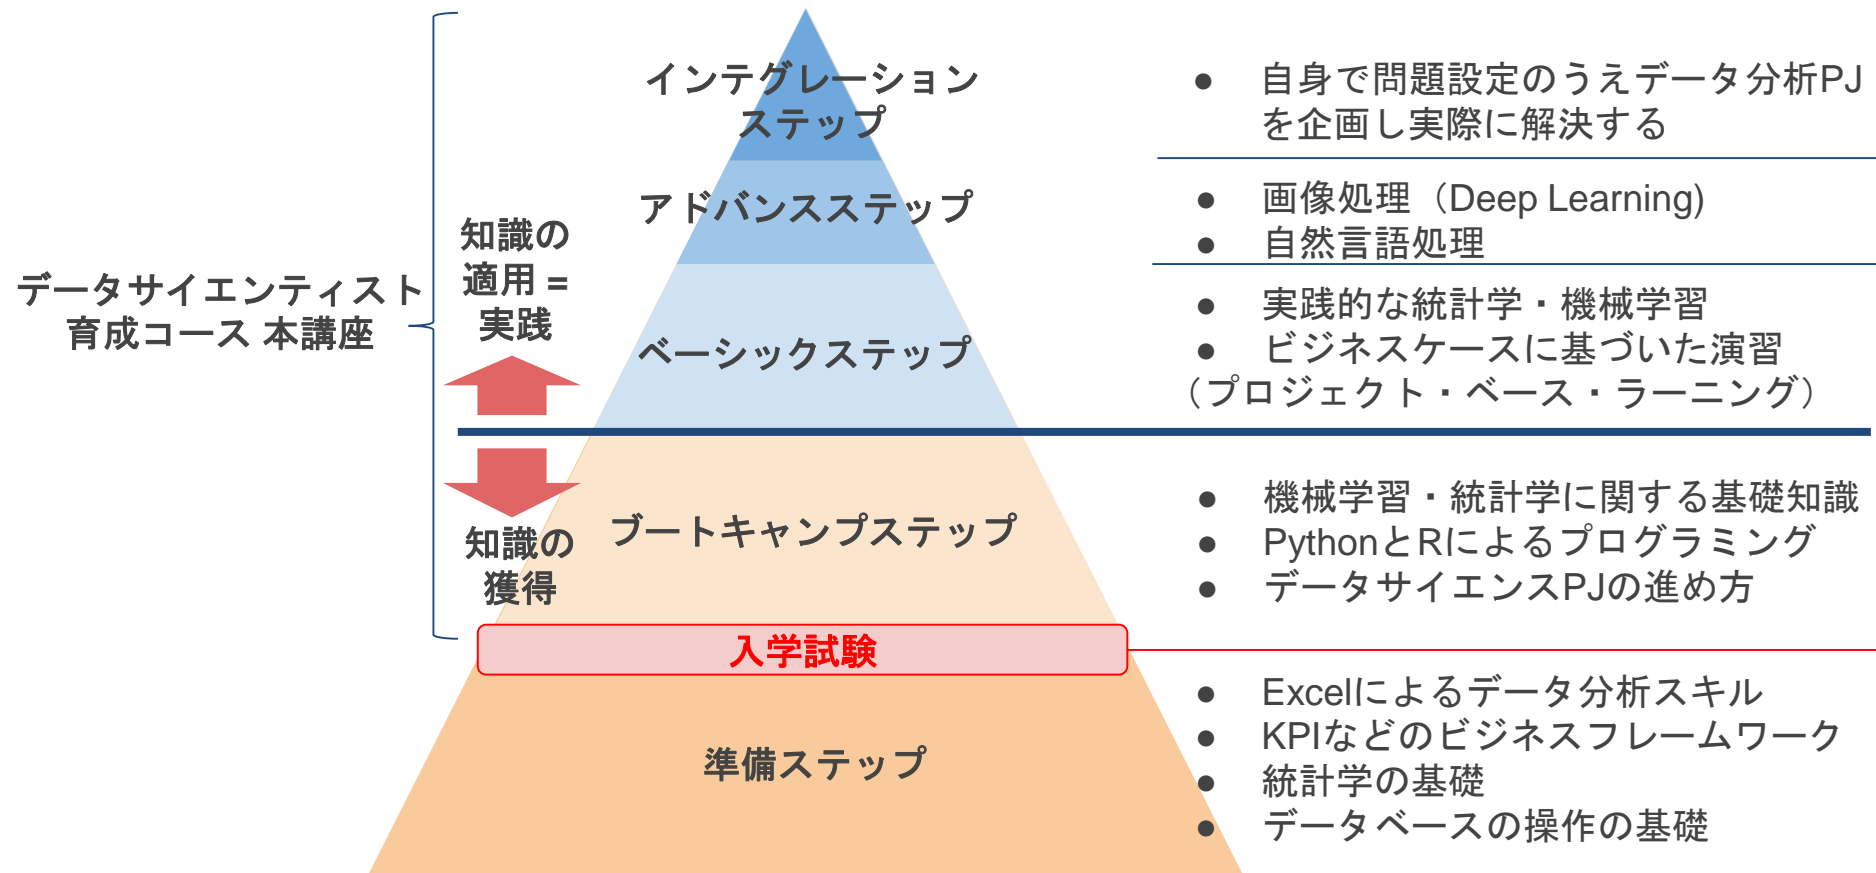 データサイエンティスト
育成コース 本講座
知識の
適用 =
実践
知識の
獲得
インテグレーション
ステップ
● 自身で問題設定のうえデータ分析PJ
を企画し実際に解決する
アドバンスステップ
● 画像処理（Deep Learning)
● 自然言語処理
ベーシックステップ
● 実践的な統計学・機械学習
● ビジネスケースに基づいた演習
（プロジェクト・ベース・ラーニング）
ブートキャンプステップ
● 機械学習・統計学に関する基礎知識
● PythonとRによるプログラミング
● データサイエンスPJの進め方
入学試験
準備ステップ
● Excelによるデータ分析スキル
● KPIなどのビジネスフレームワーク
● 統計学の基礎
● データベースの操作の基礎